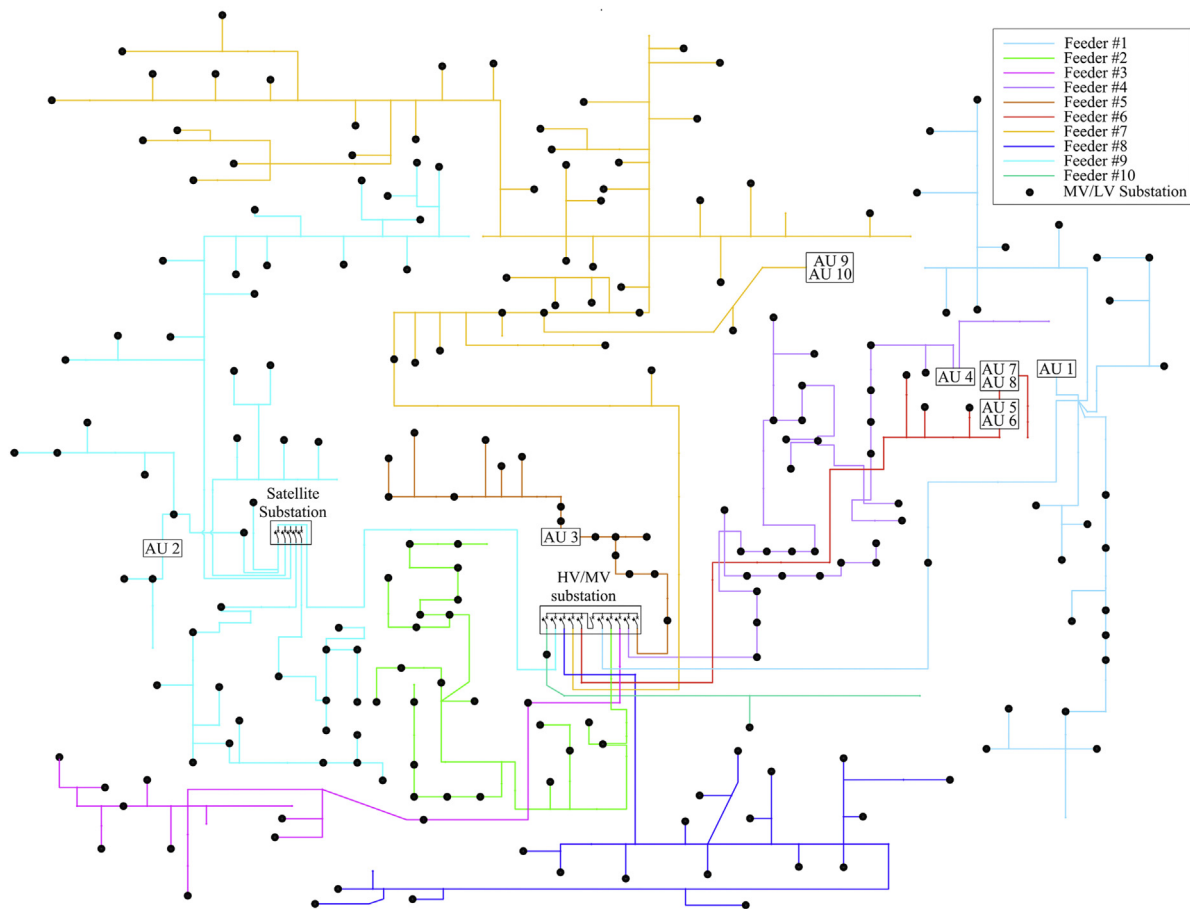 Feeder #1
Feeder #2
Feeder #3
Feeder #4
Feeder #5
Feeder #6
Feeder #7
Feeder #8
Feeder #9
Feeder #10
MV/LV Substation
AU 9
AU 10
AU 4
AU 7
AU 8
AU 1
AU 5
AU 6
Satellite
Substation
AU 2
AU 3
HV/MV
substation